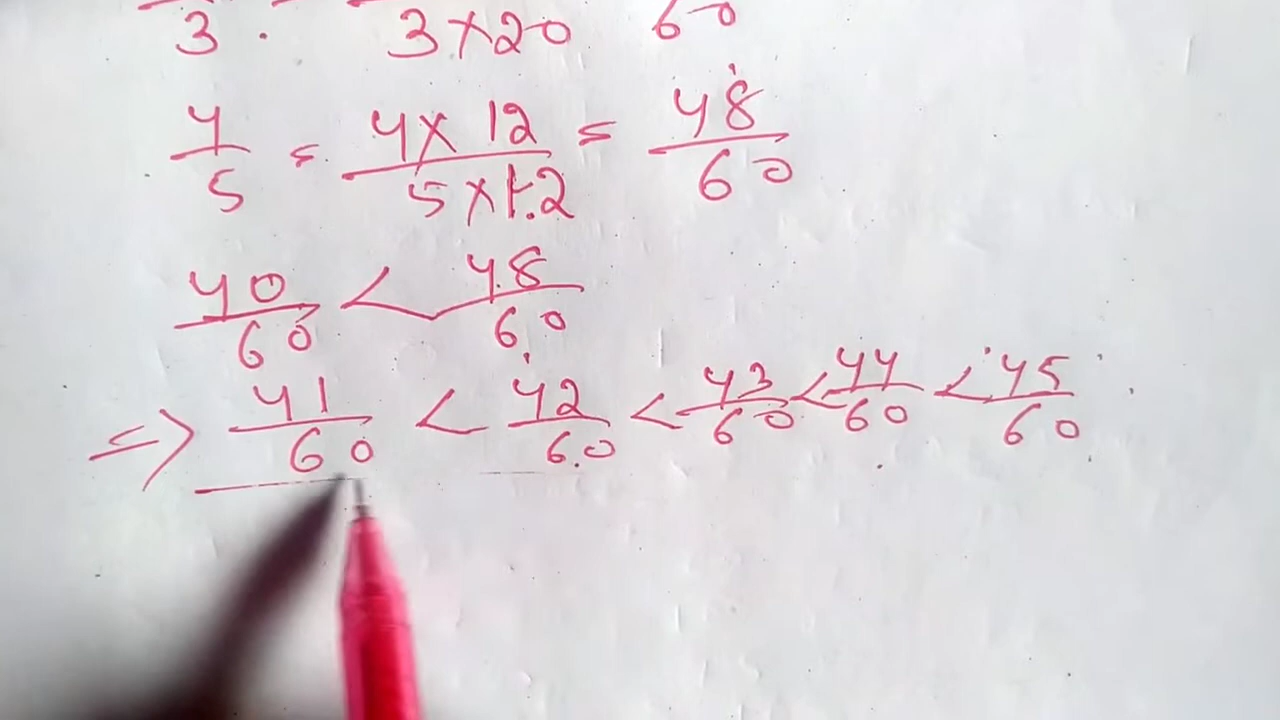 3 3×20 60
4/5 = 4×12/5×12 = 48/60
40/60 < 48/60
=> 41/60 < 42/60 < 43/60 < 44/60 < 45/60